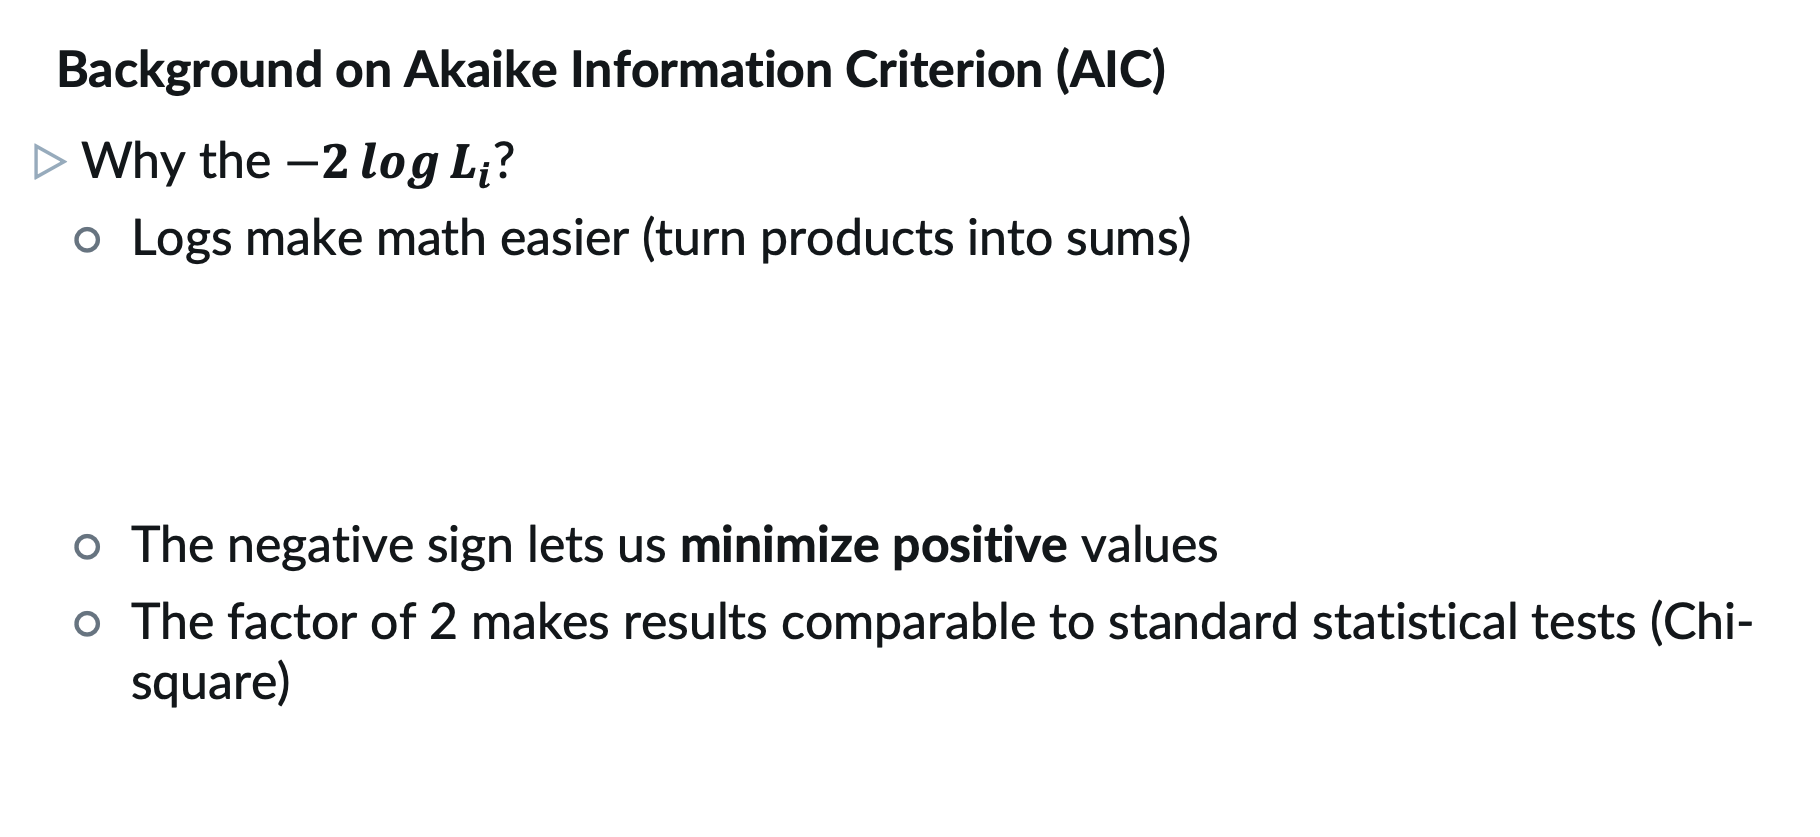 Background on Akaike Information Criterion (AIC)
▷ Why the −2 log Lᵢ?
○ Logs make math easier (turn products into sums)
○ The negative sign lets us minimize positive values
○ The factor of 2 makes results comparable to standard statistical tests (Chi-
square)